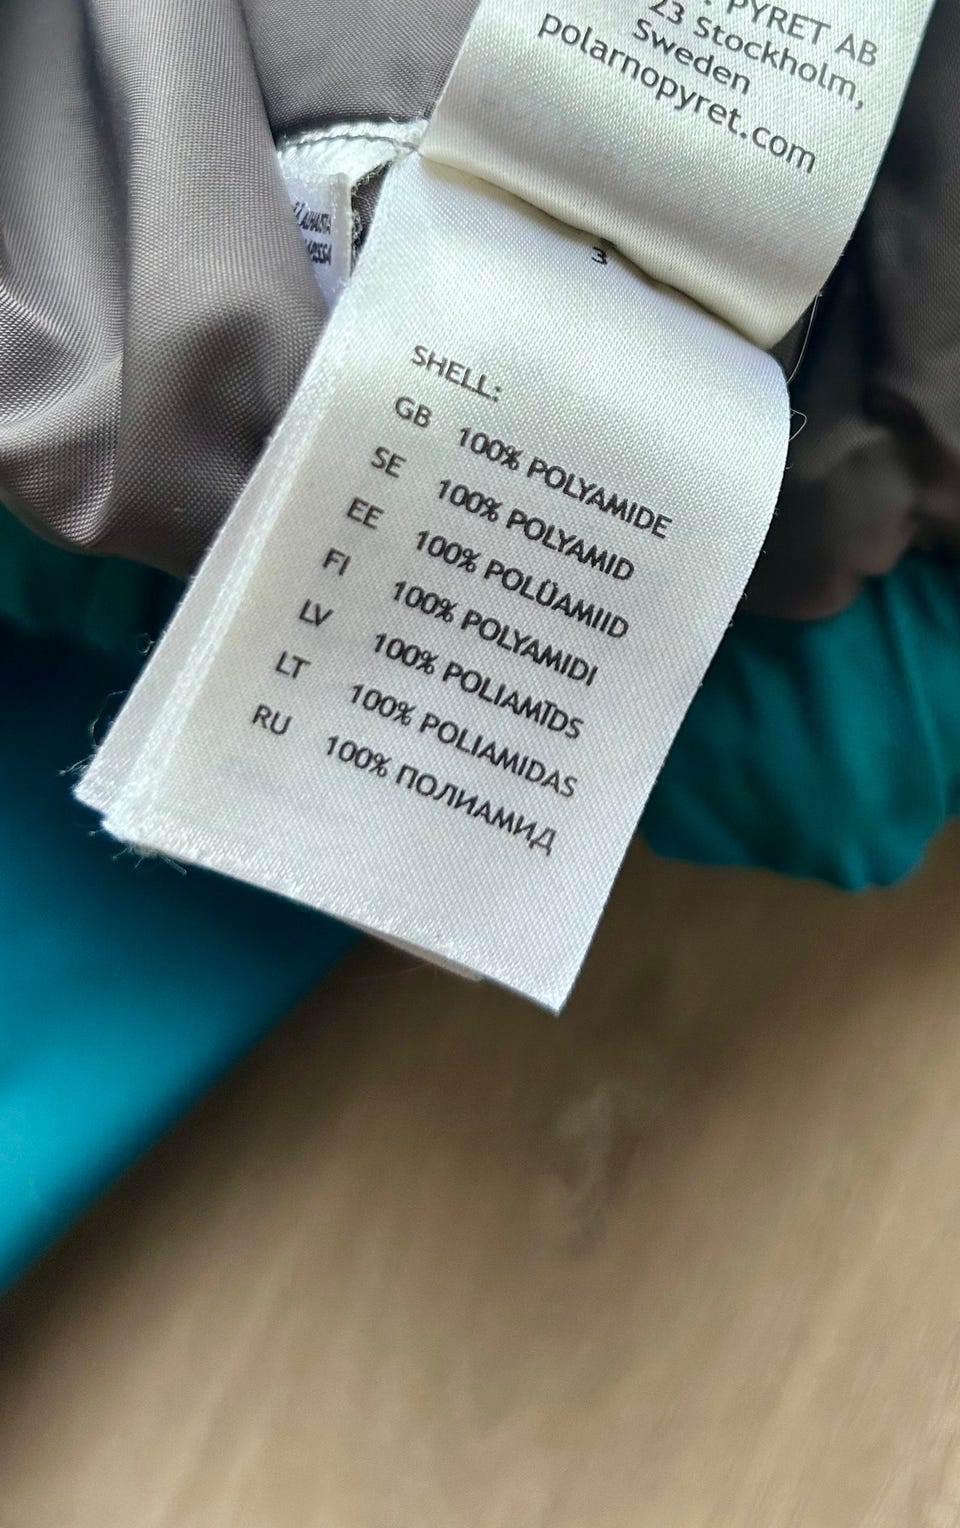 PYRET AB
23 Stockholm,
Sweden
polarnopyret.com
3
SHELL:
GB 100% POLYAMIDE
SE 100% POLYAMID
EE 100% POLÜAMIID
FI 100% POLYAMIDI
LV 100% POLIAMĪDS
LT 100% POLIAMIDAS
RU 100% ПОЛИАМИД